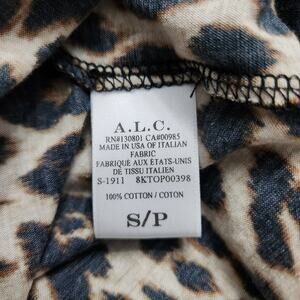 A.L.C.
RN#130801 CA#00985
MADE IN USA OF ITALIAN
FABRIC
FABRIQUÉ AUX ETATS-UNIS
DE TISSU ITALIEN
S-1911 8KTOP00398
100% COTTON / COTON
S/P